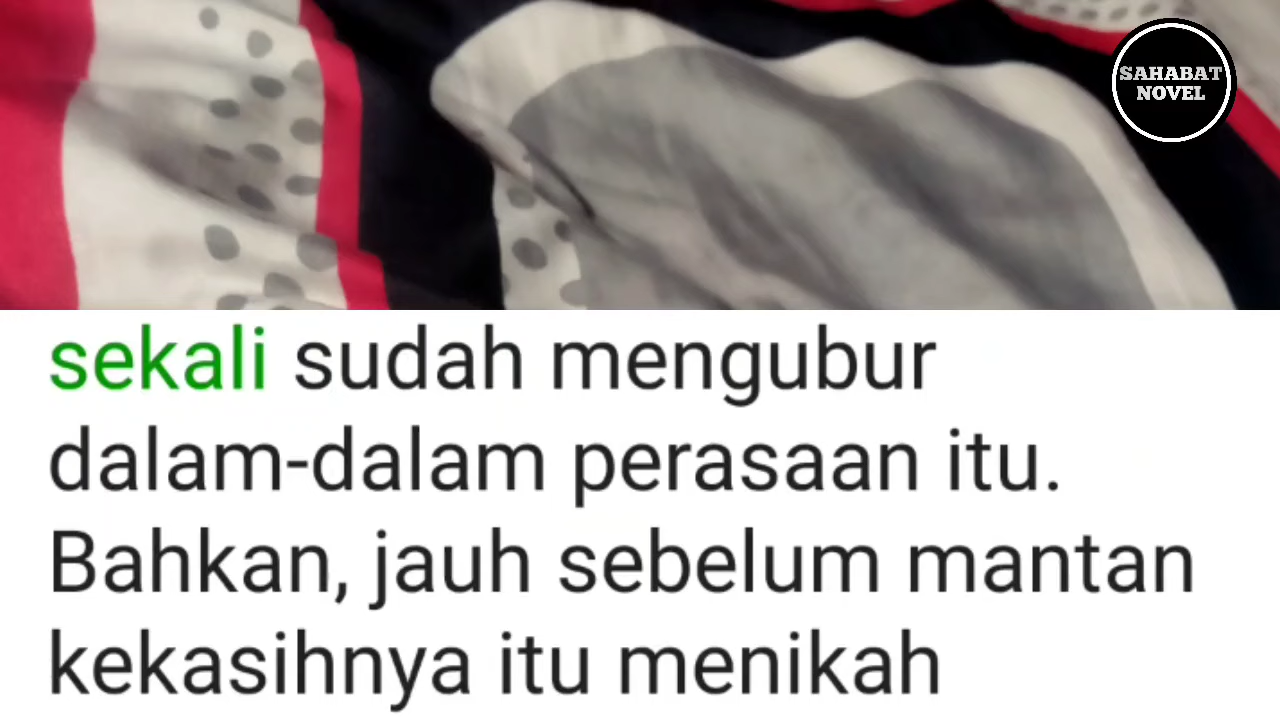 SAHABAT
NOVEL
sekali sudah mengubur
dalam-dalam perasaan itu.
Bahkan, jauh sebelum mantan
kekasihnya itu menikah